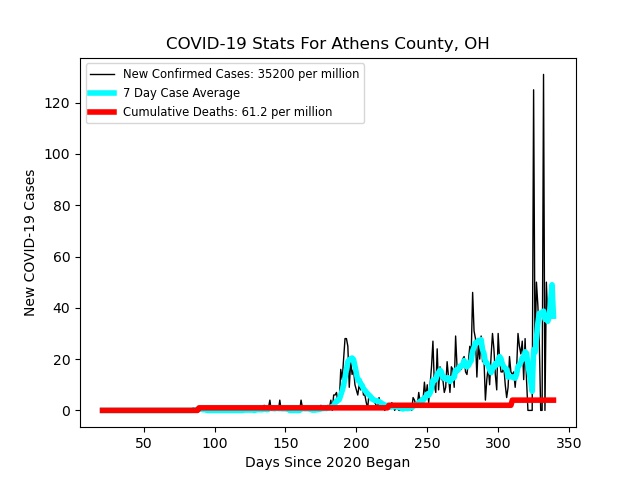 COVID-19 Stats For Athens County, OH
New Confirmed Cases: 35200 per million
7 Day Case Average
Cumulative Deaths: 61.2 per million
New COVID-19 Cases
120
100
80
60
40
20
0
50
100
150
200
250
300
350
Days Since 2020 Began